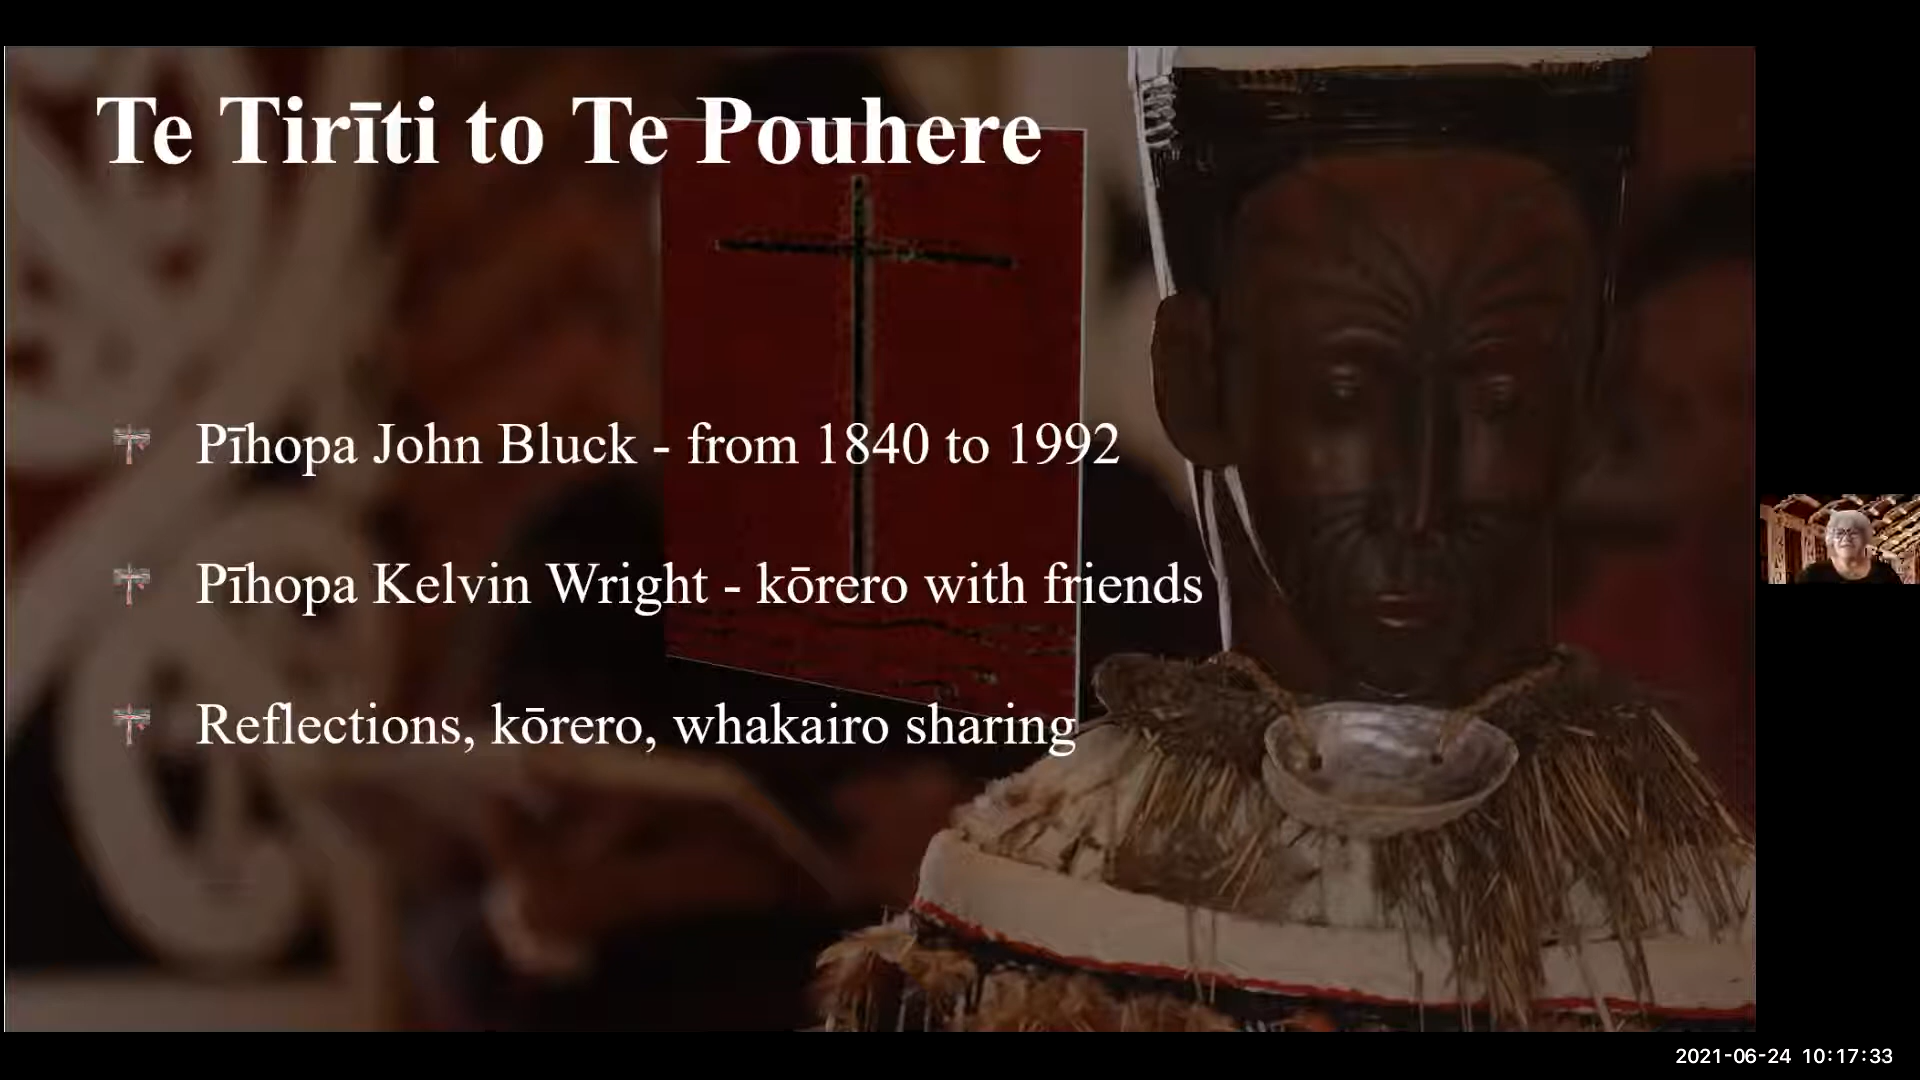 Te Tirīti to Te Pouhere
Pīhopa John Bluck - from 1840 to 1992
Pīhopa Kelvin Wright - kōrero with friends
Reflections, kōrero, whakairo sharing
2021-06-24 10:17:33